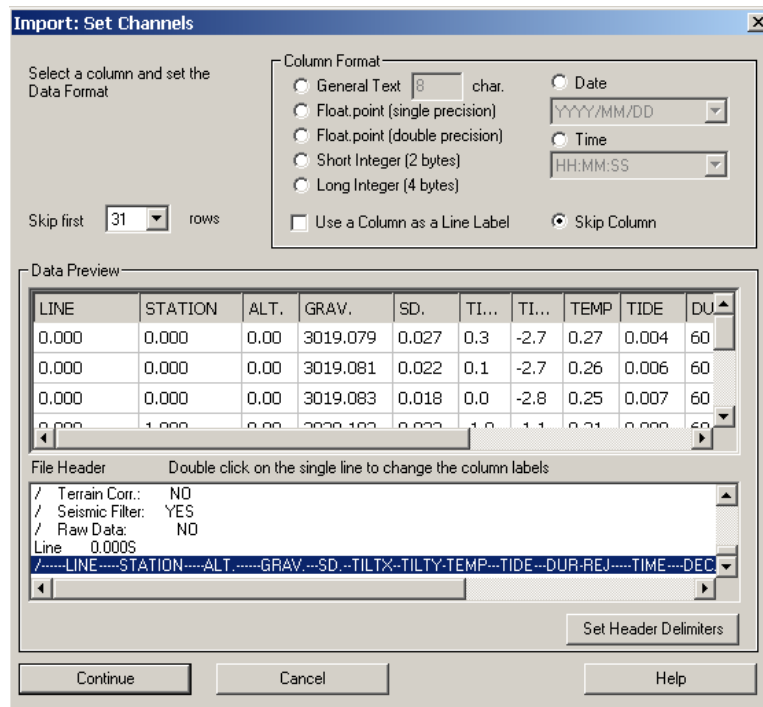 Import: Set Channels
Select a column and set the
Data Format
Skip first 31 rows
Column Format
General Text 8 char.
Float.point (single precision)
Float.point (double precision)
Short Integer (2 bytes)
Long Integer (4 bytes)
Use a Column as a Line Label
Date
YYYY/MM/DD
Time
HH:MM:SS
Skip Column
Data Preview
LINE STATION ALT. GRAV. SD. TI... TI... TEMP TIDE DU
0.000 0.000 0.00 3019.079 0.027 0.3 -2.7 0.27 0.004 60
0.000 0.000 0.00 3019.081 0.022 0.1 -2.7 0.26 0.006 60
0.000 0.000 0.00 3019.083 0.018 0.0 -2.8 0.25 0.007 60
0.000 1.000 0.00
File Header Double click on the single line to change the column labels
/ Terrain Corr.: NO
/ Seismic Filter: YES
/ Raw Data: NO
Line 0.000S
/------LINE-----STATION-----ALT.------GRAV.---SD.--TILTX--TILTY-TEMP---TIDE---DUR-REJ-----TIME----DEC.
Set Header Delimiters
Continue Cancel Help